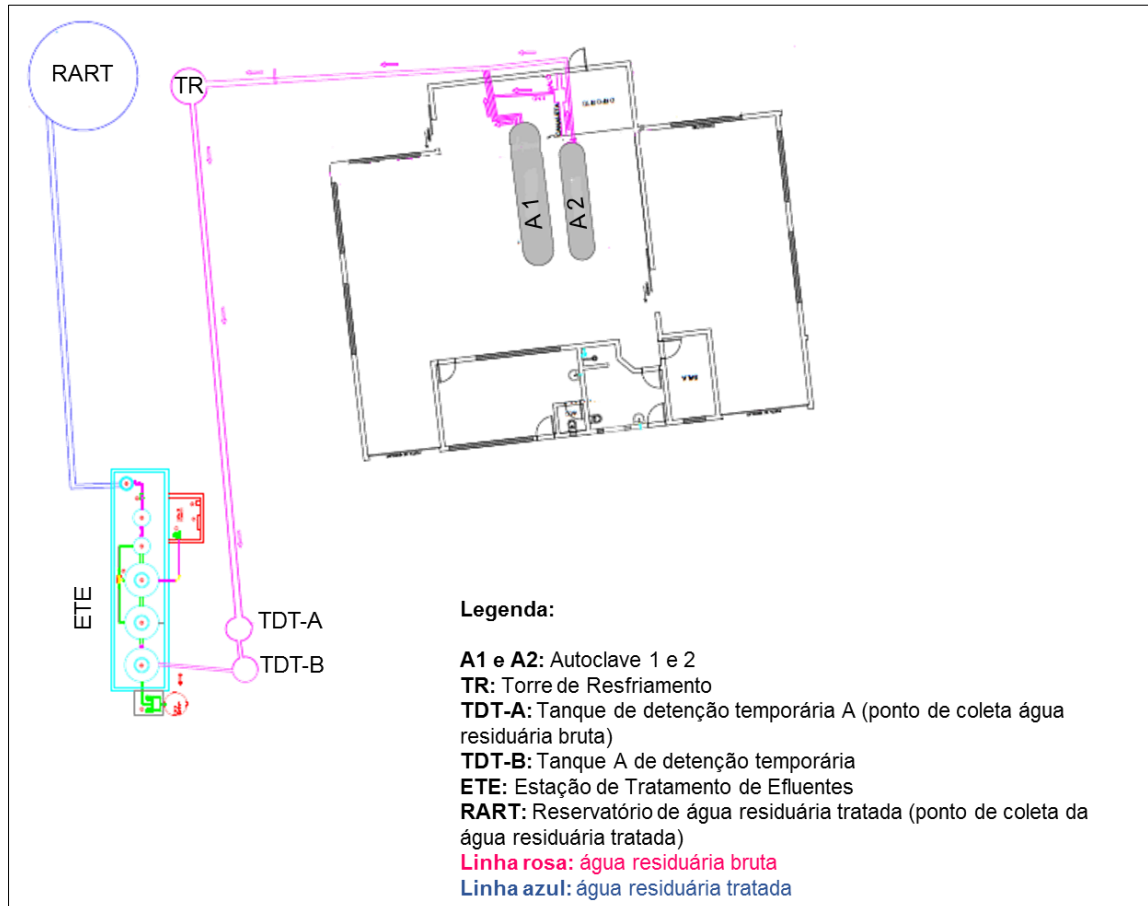 RART
TR
A 1
A 2
ETE
TDT-A
TDT-B
Legenda:
A1 e A2: Autoclave 1 e 2
TR: Torre de Resfriamento
TDT-A: Tanque de detenção temporária A (ponto de coleta água
residuária bruta)
TDT-B: Tanque A de detenção temporária
ETE: Estação de Tratamento de Efluentes
RART: Reservatório de água residuária tratada (ponto de coleta da
água residuária tratada)
Linha rosa: água residuária bruta
Linha azul: água residuária tratada